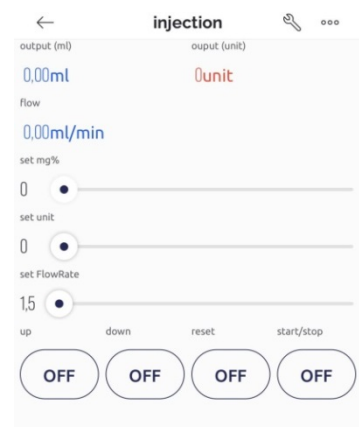 injection
output (ml) ouput (unit)
0,00ml 0unit
flow
0,00ml/min
set mg%
0
set unit
0
set FlowRate
1,5
up down reset start/stop
OFF OFF OFF OFF